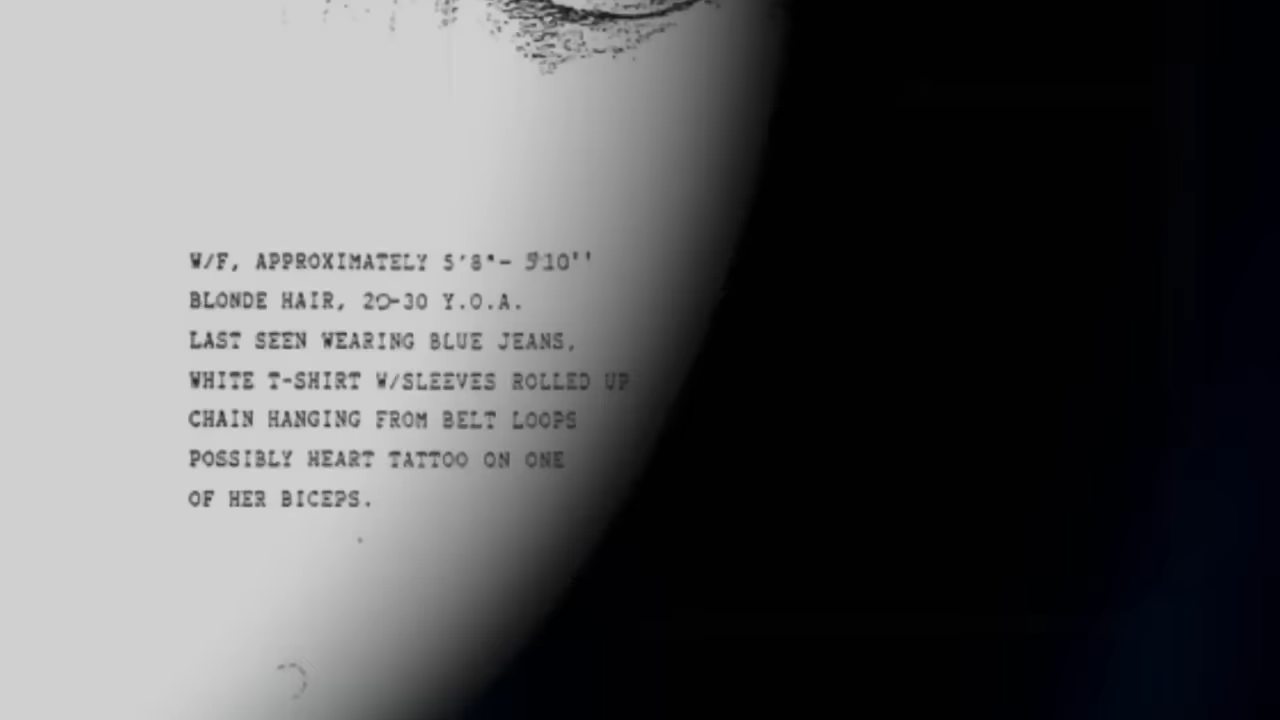 W/F, APPROXIMATELY 5'8"- 5'10''
BLONDE HAIR, 20-30 Y.O.A.
LAST SEEN WEARING BLUE JEANS,
WHITE T-SHIRT W/SLEEVES ROLLED UP
CHAIN HANGING FROM BELT LOOPS
POSSIBLY HEART TATTOO ON ONE
OF HER BICEPS.